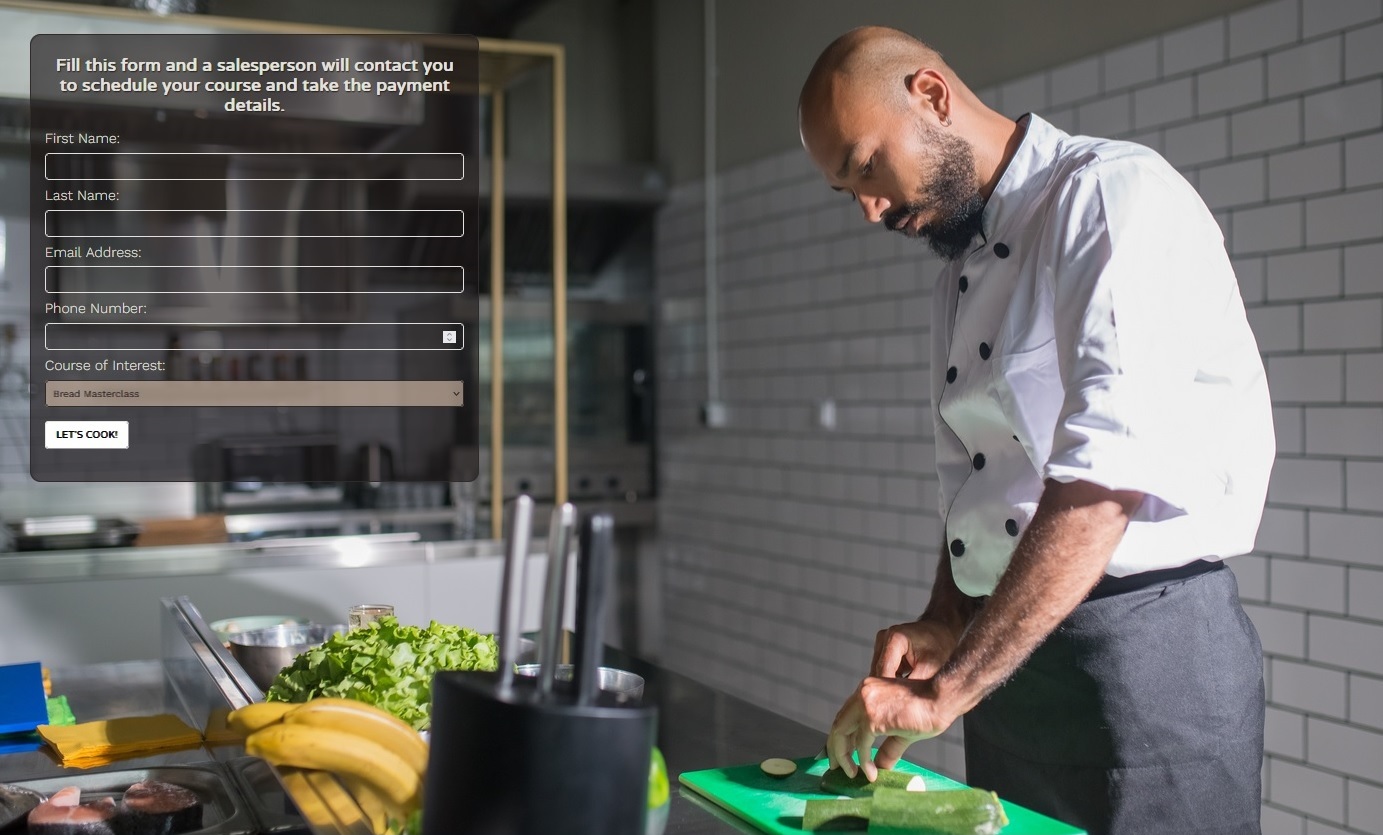 Fill this form and a salesperson will contact you
to schedule your course and take the payment
details.
First Name:
Last Name:
Email Address:
Phone Number:
Course of Interest:
Bread Masterclass
LET'S COOK!